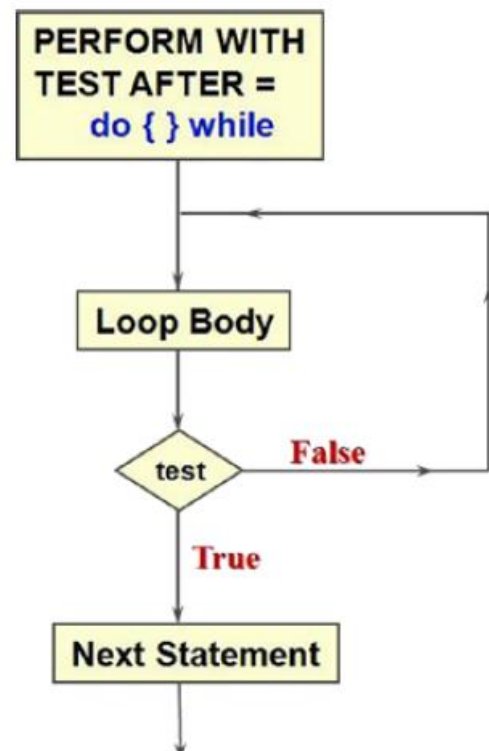 PERFORM WITH
TEST AFTER =
do { } while
Loop Body
test
False
True
Next Statement